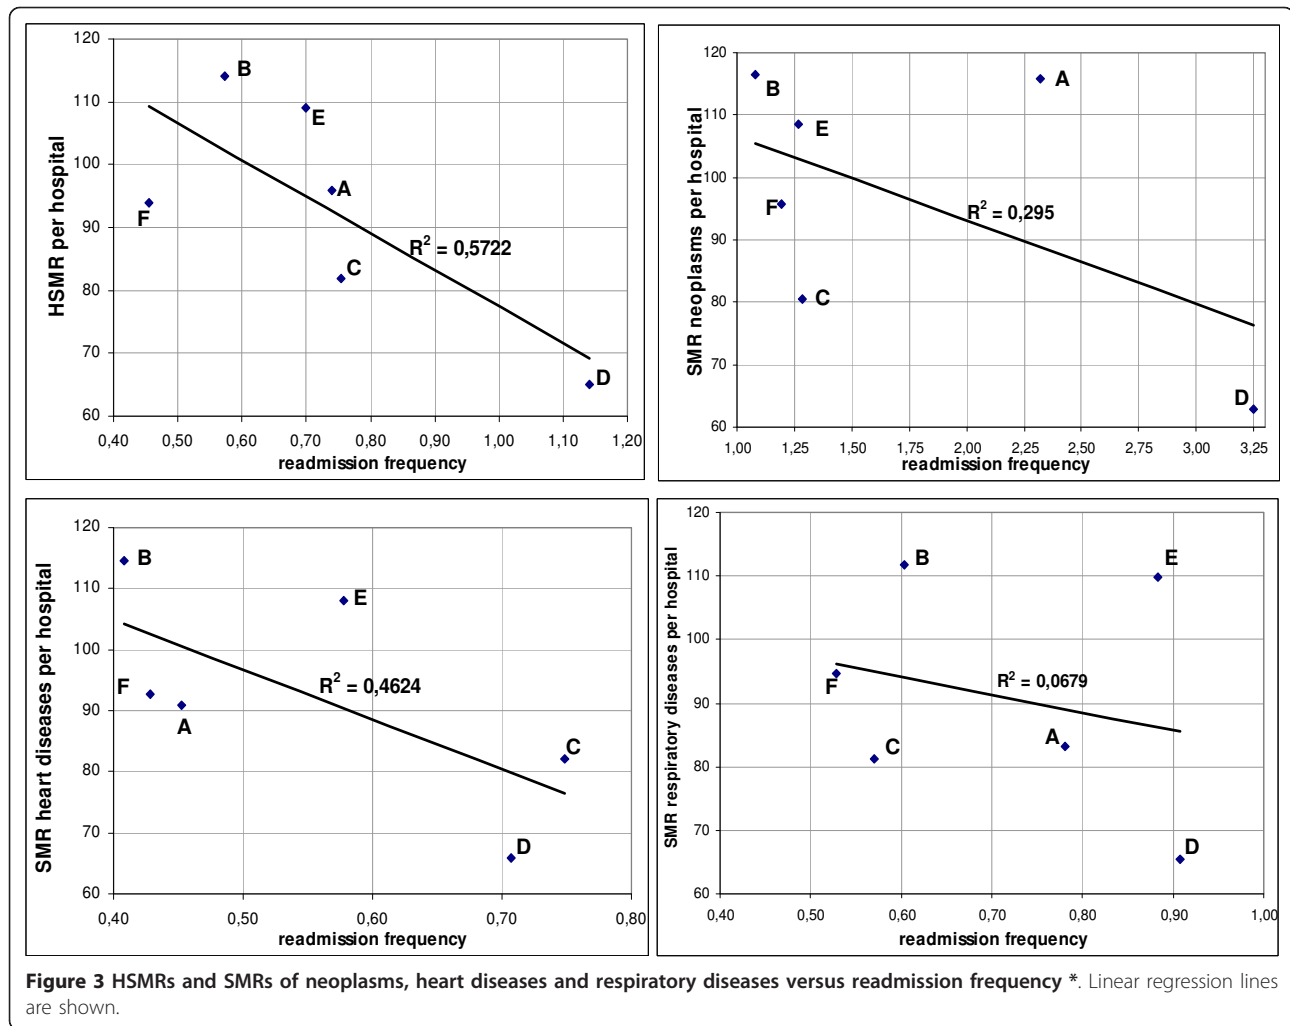 120
110
100
90
80
70
60
HSMR per hospital
B
E
A
F
C
D
R² = 0,5722
0,40 0,50 0,60 0,70 0,80 0,90 1,00 1,10 1,20
readmission frequency
120
110
100
90
80
70
60
SMR neoplasms per hospital
B
A
E
F
C
D
R² = 0,295
1,00 1,25 1,50 1,75 2,00 2,25 2,50 2,75 3,00 3,25
readmission frequency
120
110
100
90
80
70
60
SMR heart diseases per hospital
B
E
F
A
C
D
R² = 0,4624
0,40 0,50 0,60 0,70 0,80
readmission frequency
120
110
100
90
80
70
60
SMR respiratory diseases per hospital
B
E
F
C
A
D
R² = 0,0679
0,40 0,50 0,60 0,70 0,80 0,90 1,00
readmission frequency
Figure 3 HSMRs and SMRs of neoplasms, heart diseases and respiratory diseases versus readmission frequency *. Linear regression lines
are shown.